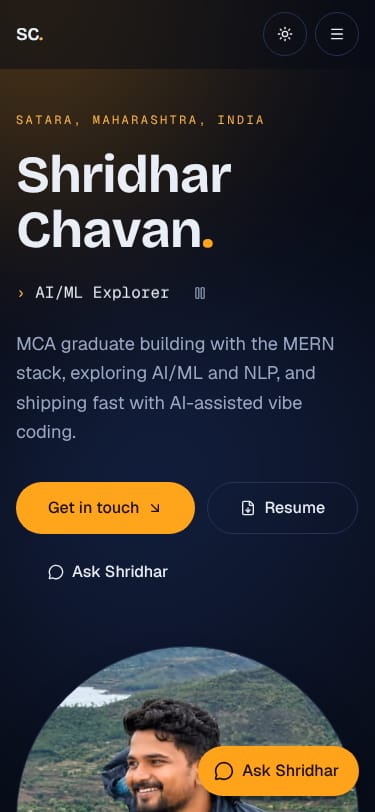 SC.
SATARA, MAHARASHTRA, INDIA
Shridhar
Chavan.
› AI/ML Explorer
MCA graduate building with the MERN
stack, exploring AI/ML and NLP, and
shipping fast with AI-assisted vibe
coding.
Get in touch
Resume
Ask Shridhar
Ask Shridhar